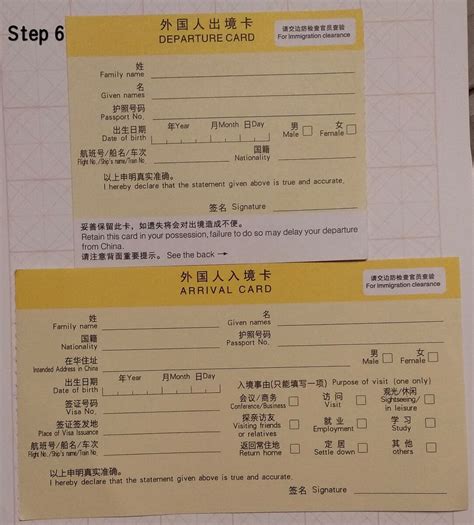 Step 6
外国人出境卡
DEPARTURE CARD
请交边防检查官员查验
For Immigration clearance
姓
Family name
名
Given names
护照号码
Passport No.
出生日期 年Year 月Month 日Day 男 女
Date of birth Male Female
航班号/船名/车次 国籍
Flight No./Ship's name/Train No. Nationality
以上申明真实准确。
I hereby declare that the statement given above is true and accurate.
签名 Signature
妥善保留此卡，如遗失将会对出境造成不便。
Retain this card in your possession, failure to do so may delay your departure
from China.
请注意背面重要提示。 See the back →
外国人入境卡
ARRIVAL CARD
请交边防检查官员查验
For Immigration clearance
姓 名
Family name Given names
国籍 护照号码
Nationality Passport No.
在华住址 男 女
Intended Address in China Male Female
出生日期 年Year 月Month 日Day 入境事由(只能填写一项) Purpose of visit (one only)
Date of birth
签证号码 会议/商务 访问 观光/休闲
Visa No. Conference/Business Visit Sightseeing/
in leisure
签证签发地 探亲访友 就业 学习
Place of Visa Issuance Visiting friends Employment Study
or relatives
航班号/船名/车次 返回常住地 定居 其他
Flight No./Ship's name/Train No. Return home Settle down others
以上申明真实准确。
I hereby declare that the statement given above is true and accurate.
签名 Signature